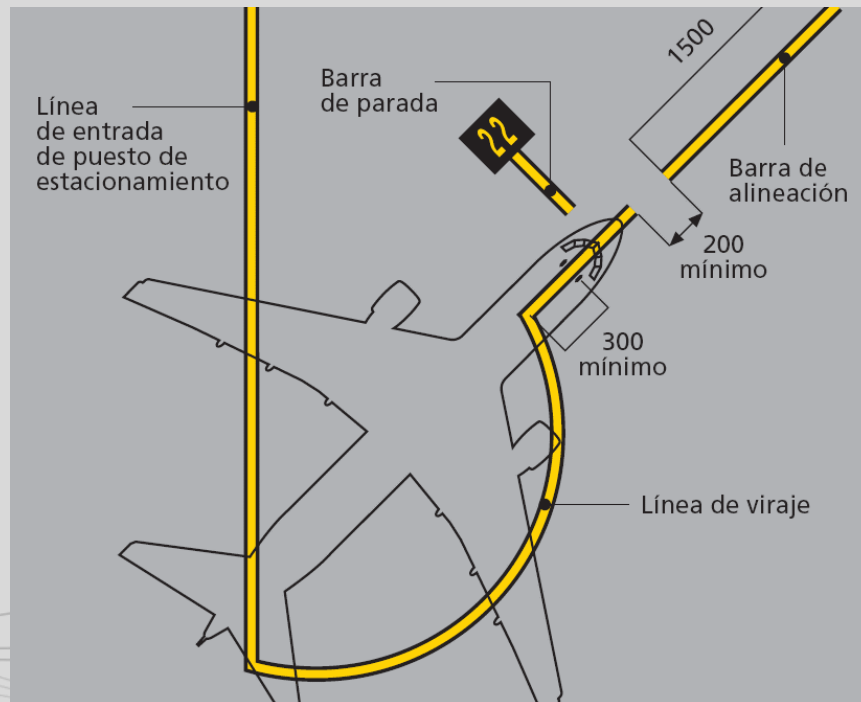 Línea
de entrada
de puesto de
estacionamiento
Barra
de parada
22
1500
Barra de
alineación
200
mínimo
300
mínimo
Línea de viraje